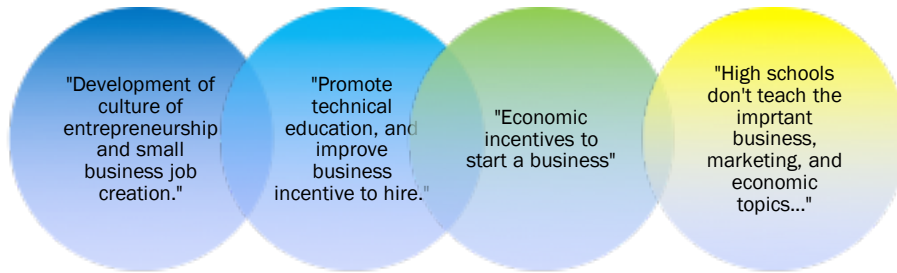 "Development of
culture of
entrepreneurship
and small
business job
creation."
"Promote
technical
education, and
improve
business
incentive to hire."
"Economic
incentives to
start a business"
"High schools
don't teach the
imprtant
business,
marketing, and
economic
topics..."